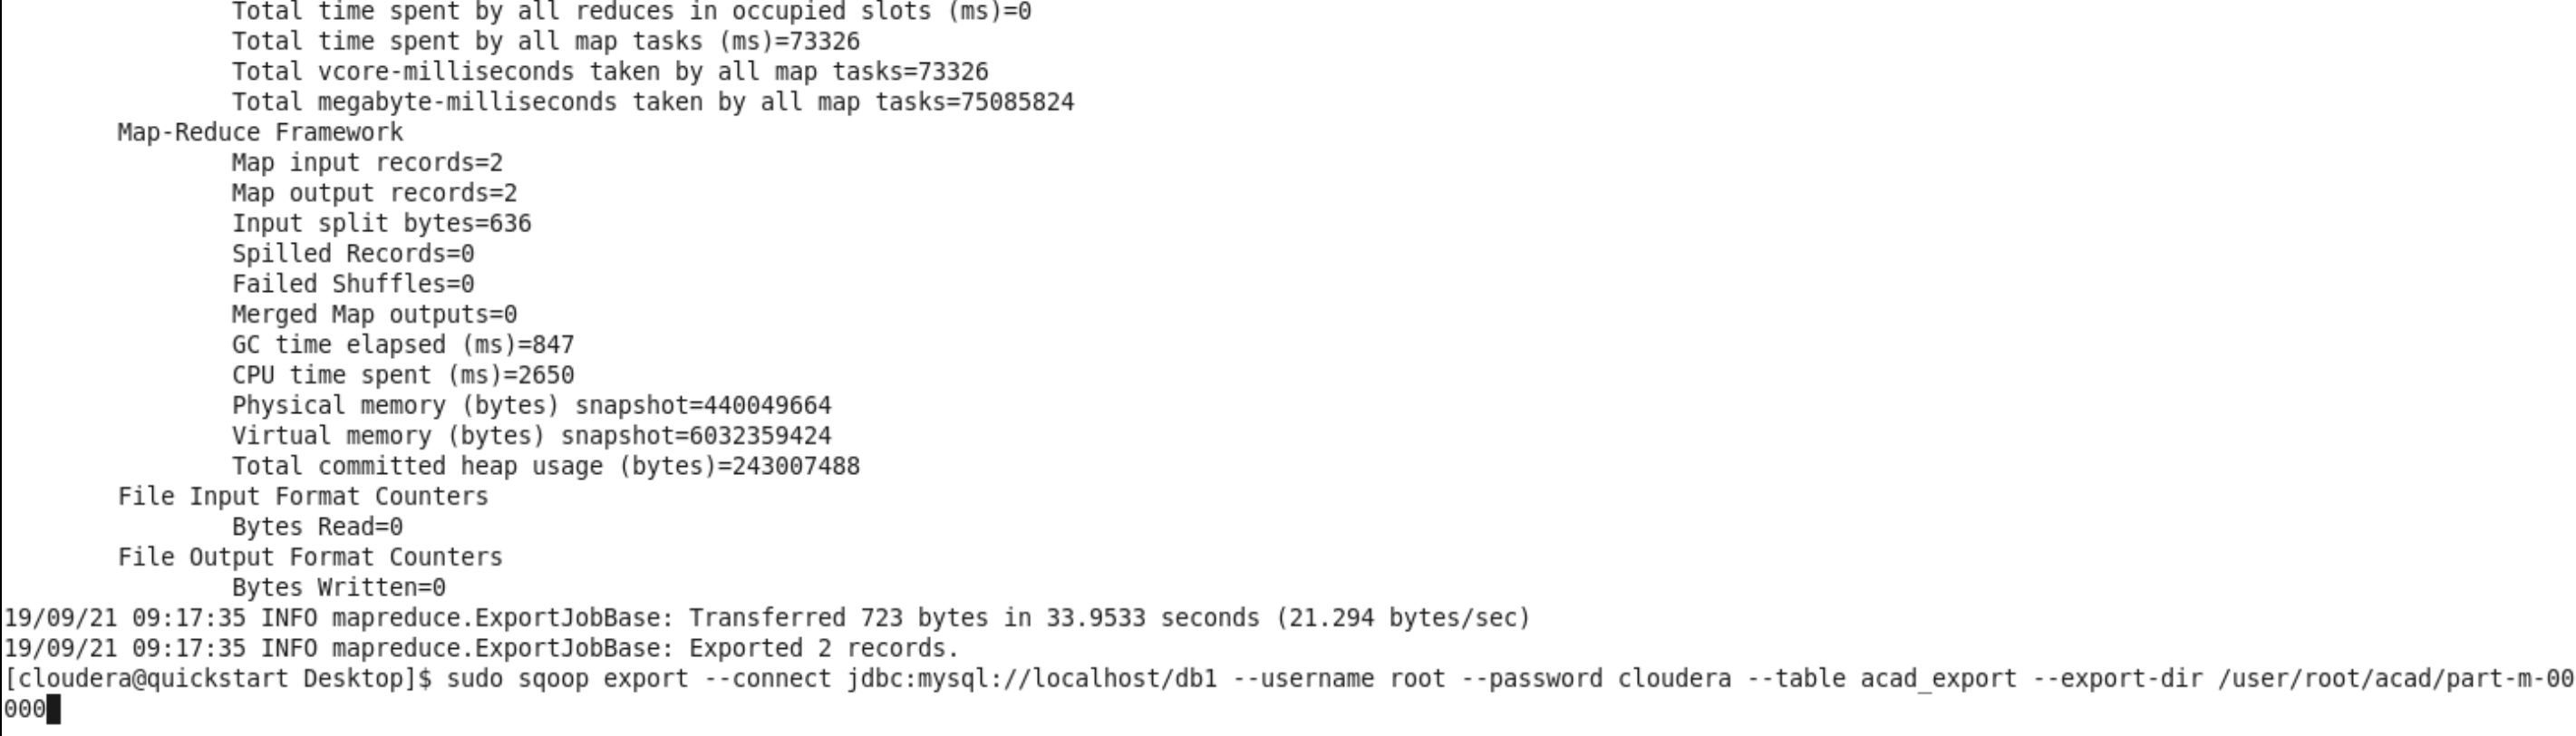 Total time spent by all reduces in occupied slots (ms)=0
Total time spent by all map tasks (ms)=73326
Total vcore-milliseconds taken by all map tasks=73326
Total megabyte-milliseconds taken by all map tasks=75085824
Map-Reduce Framework
Map input records=2
Map output records=2
Input split bytes=636
Spilled Records=0
Failed Shuffles=0
Merged Map outputs=0
GC time elapsed (ms)=847
CPU time spent (ms)=2650
Physical memory (bytes) snapshot=440049664
Virtual memory (bytes) snapshot=6032359424
Total committed heap usage (bytes)=243007488
File Input Format Counters
Bytes Read=0
File Output Format Counters
Bytes Written=0
19/09/21 09:17:35 INFO mapreduce.ExportJobBase: Transferred 723 bytes in 33.9533 seconds (21.294 bytes/sec)
19/09/21 09:17:35 INFO mapreduce.ExportJobBase: Exported 2 records.
[cloudera@quickstart Desktop]$ sudo sqoop export --connect jdbc:mysql://localhost/db1 --username root --password cloudera --table acad_export --export-dir /user/root/acad/part-m-00
000